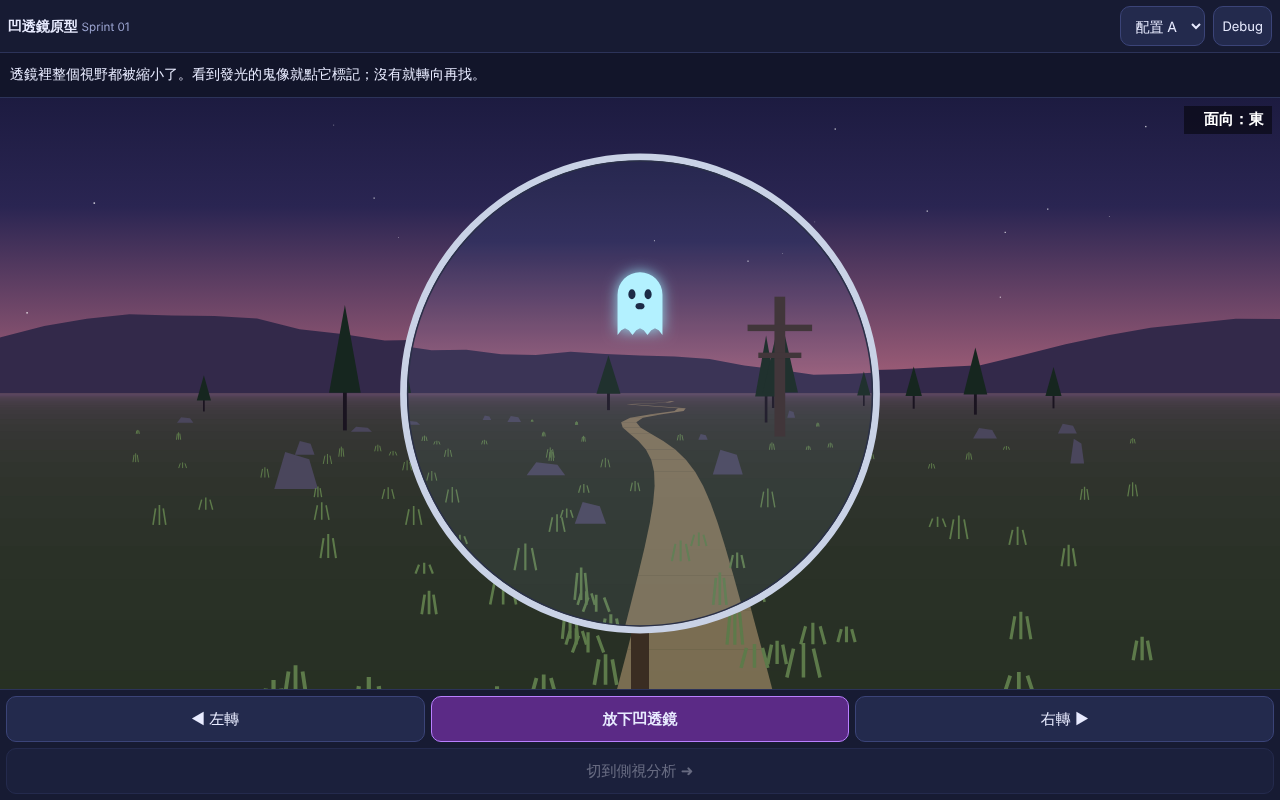 凹透鏡原型 Sprint 01
配置 A
Debug
透鏡裡整個視野都被縮小了。看到發光的鬼像就點它標記；沒有就轉向再找。
面向：東
◀ 左轉
放下凹透鏡
右轉 ▶
切到側視分析 ➔